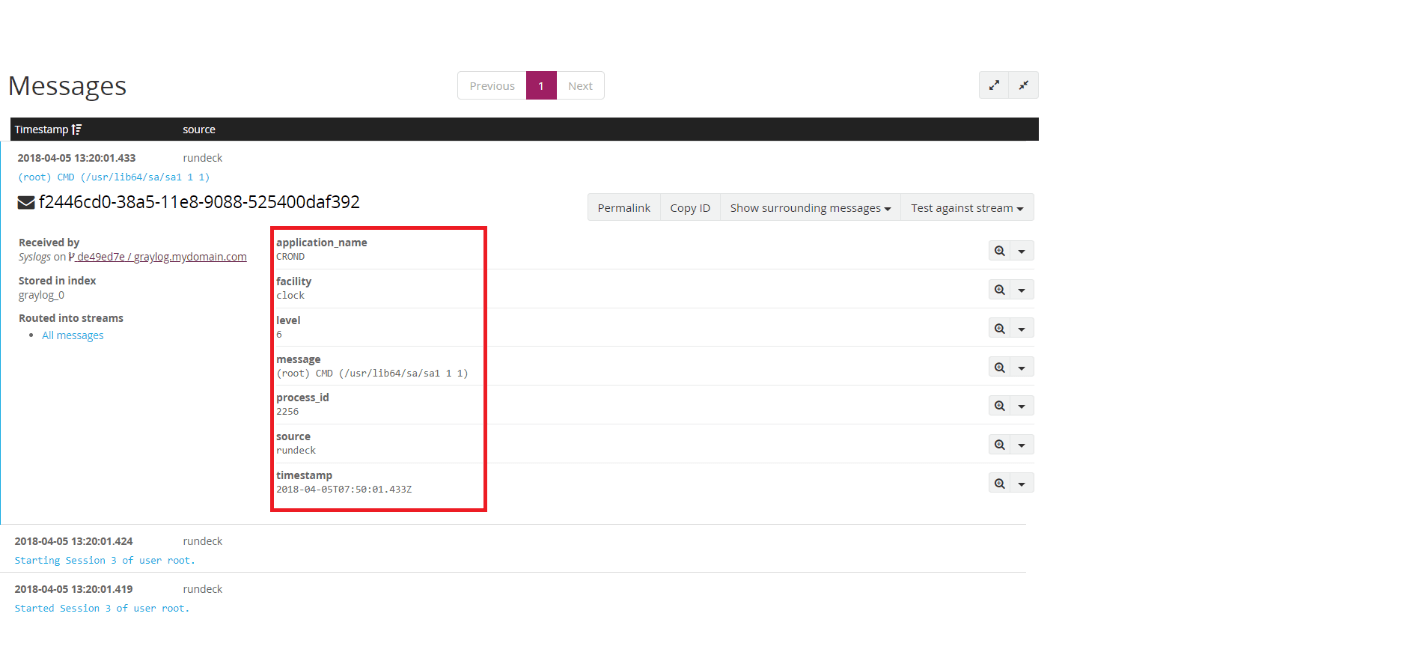 Messages
Previous 1 Next
Timestamp source
2018-04-05 13:20:01.433 rundeck
(root) CMD (/usr/lib64/sa/sa1 1 1)
f2446cd0-38a5-11e8-9088-525400daf392
Permalink Copy ID Show surrounding messages Test against stream
Received by
Syslogs on de49ed7e / graylog.mydomain.com
Stored in index
graylog_0
Routed into streams
• All messages
application_name
CROND
facility
clock
level
6
message
(root) CMD (/usr/lib64/sa/sa1 1 1)
process_id
2256
source
rundeck
timestamp
2018-04-05T07:50:01.433Z
2018-04-05 13:20:01.424 rundeck
Starting Session 3 of user root.
2018-04-05 13:20:01.419 rundeck
Started Session 3 of user root.